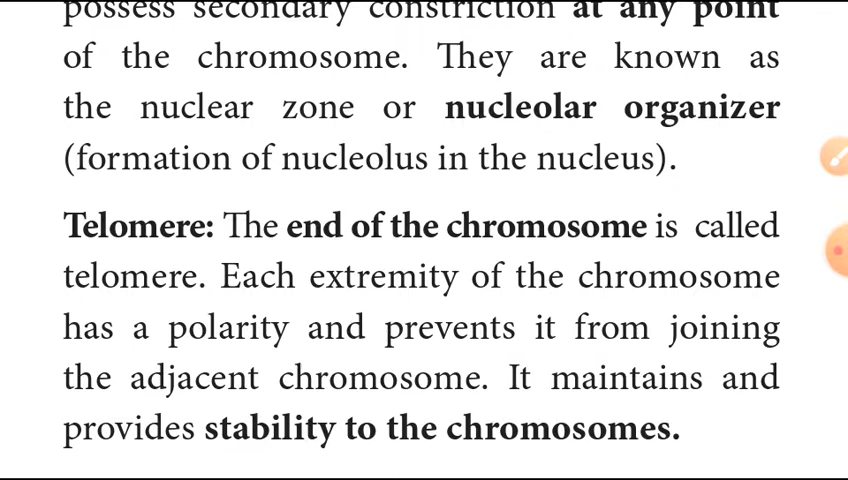 possess secondary constriction at any point
of the chromosome. They are known as
the nuclear zone or nucleolar organizer
(formation of nucleolus in the nucleus).
Telomere: The end of the chromosome is called
telomere. Each extremity of the chromosome
has a polarity and prevents it from joining
the adjacent chromosome. It maintains and
provides stability to the chromosomes.